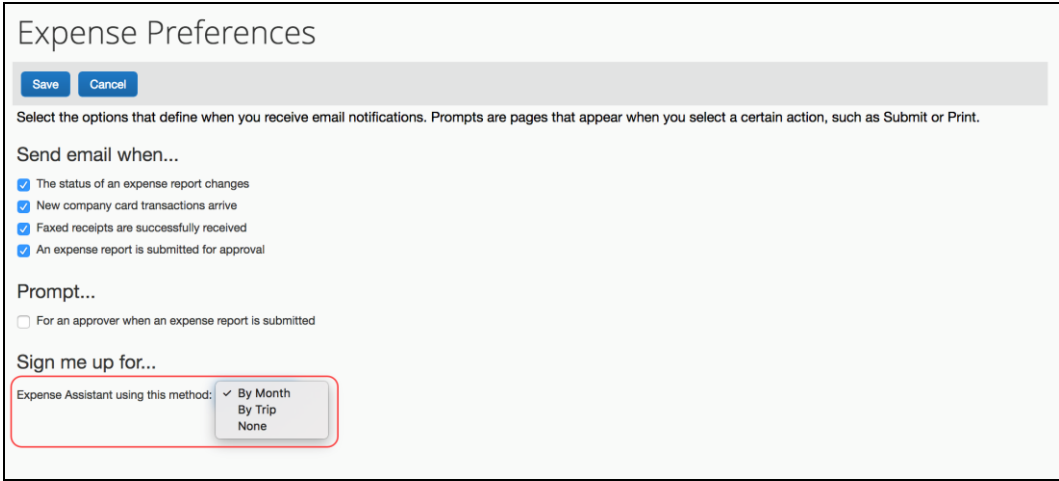 Expense Preferences
Save Cancel
Select the options that define when you receive email notifications. Prompts are pages that appear when you select a certain action, such as Submit or Print.
Send email when...
The status of an expense report changes
New company card transactions arrive
Faxed receipts are successfully received
An expense report is submitted for approval
Prompt...
For an approver when an expense report is submitted
Sign me up for...
Expense Assistant using this method: ✓ By Month
By Trip
None